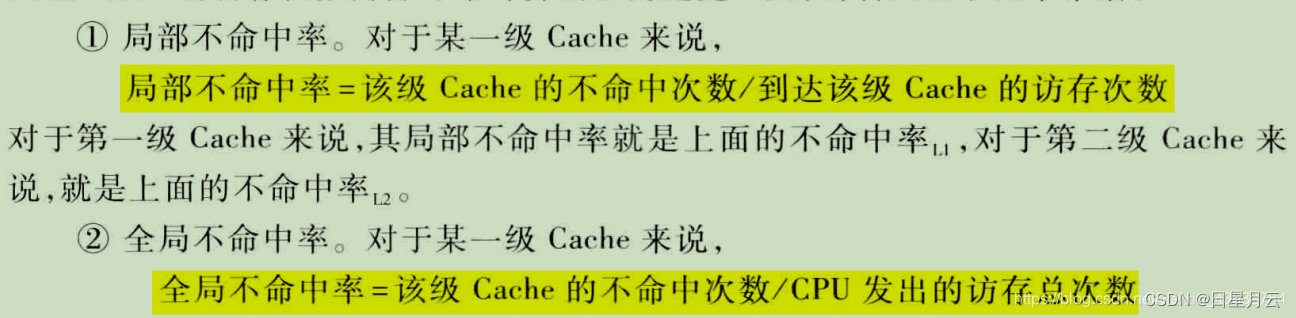 ① 局部不命中率。对于某一级 Cache 来说,
局部不命中率=该级 Cache 的不命中次数/到达该级 Cache 的访存次数
对于第一级 Cache 来说,其局部不命中率就是上面的不命中率L1,对于第二级 Cache 来
说,就是上面的不命中率L2。
② 全局不命中率。对于某一级 Cache 来说,
全局不命中率=该级 Cache 的不命中次数/CPU 发出的访存总次数
CSDN @日星月云